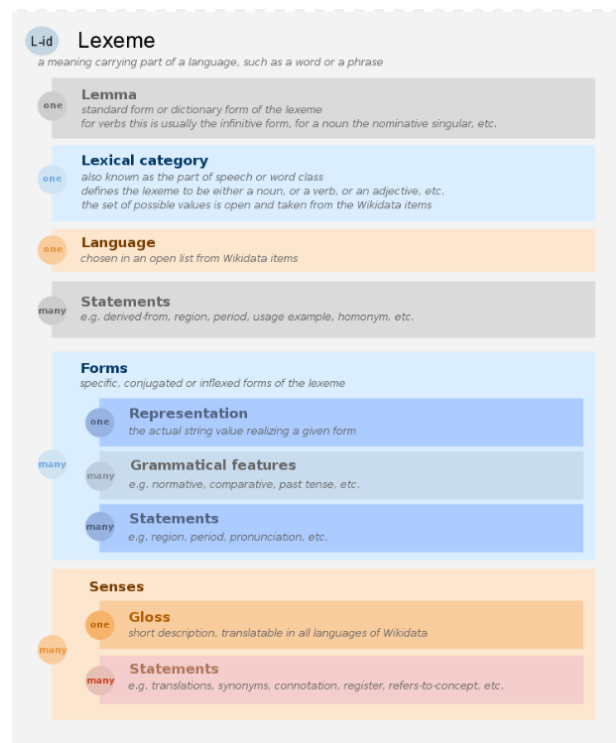 L-id Lexeme
a meaning carrying part of a language, such as a word or a phrase
one Lemma
standard form or dictionary form of the lexeme
for verbs this is usually the infinitive form, for a noun the nominative singular, etc.
Lexical category
one also known as the part of speech or word class
defines the lexeme to be either a noun, or a verb, or an adjective, etc.
the set of possible values is open and taken from the Wikidata items
one Language
chosen in an open list from Wikidata items
many Statements
e.g. derived-from, region, period, usage example, homonym, etc.
Forms
specific, conjugated or inflexed forms of the lexeme
one Representation
the actual string value realizing a given form
many
many Grammatical features
e.g. normative, comparative, past tense, etc.
many Statements
e.g. region, period, pronunciation, etc.
Senses
one Gloss
short description, translatable in all languages of Wikidata
many
many Statements
e.g. translations, synonyms, connotation, register, refers-to-concept, etc.